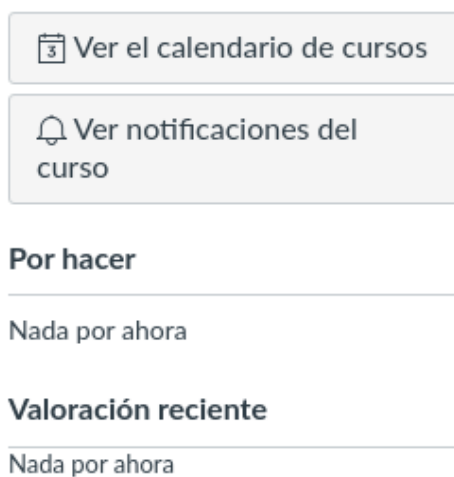 3 Ver el calendario de cursos
Ver notificaciones del
curso
Por hacer
Nada por ahora
Valoración reciente
Nada por ahora